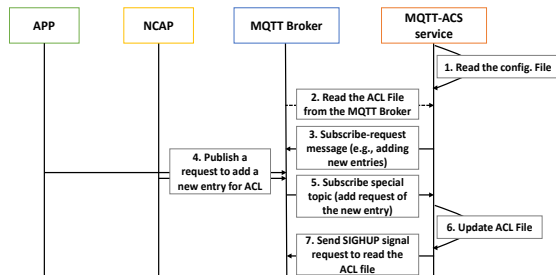 APP
NCAP
MQTT Broker
MQTT-ACS
service
1. Read the config. File
2. Read the ACL File
from the MQTT Broker
3. Subscribe-request
message (e.g., adding
new entries)
4. Publish a
request to add a
new entry for ACL
5. Subscribe special
topic (add request of
the new entry)
6. Update ACL File
7. Send SIGHUP signal
request to read the
ACL file